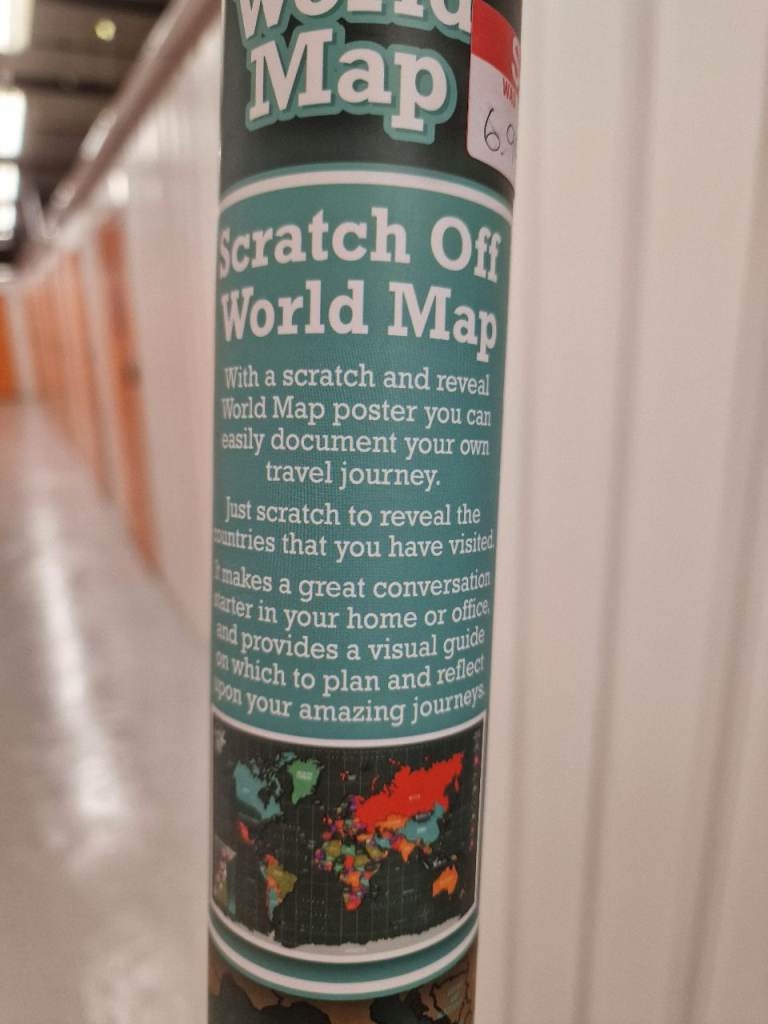 World
Map
6.9
Scratch Off
World Map
With a scratch and reveal
World Map poster you can
easily document your own
travel journey.
Just scratch to reveal the
countries that you have visited.
It makes a great conversation
starter in your home or office,
and provides a visual guide
on which to plan and reflect
upon your amazing journeys.